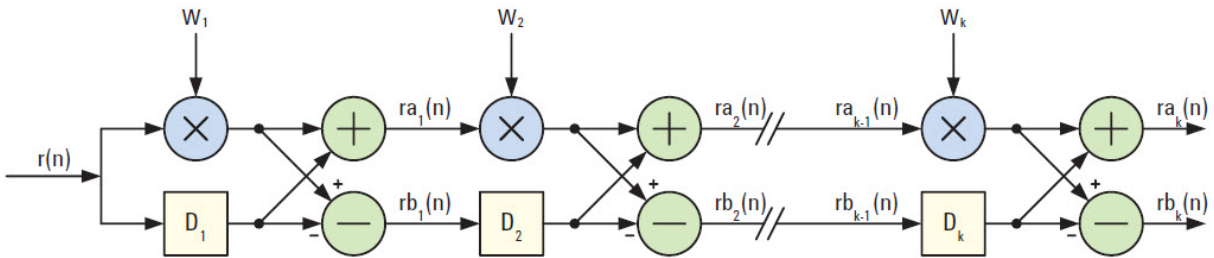 W₁ W₂ Wₖ
ra₁(n) ra₂(n) raₖ₋₁(n) raₖ(n)
r(n)
+ + +
rb₁(n) rb₂(n) rbₖ₋₁(n) rbₖ(n)
D₁ D₂ Dₖ
- - -